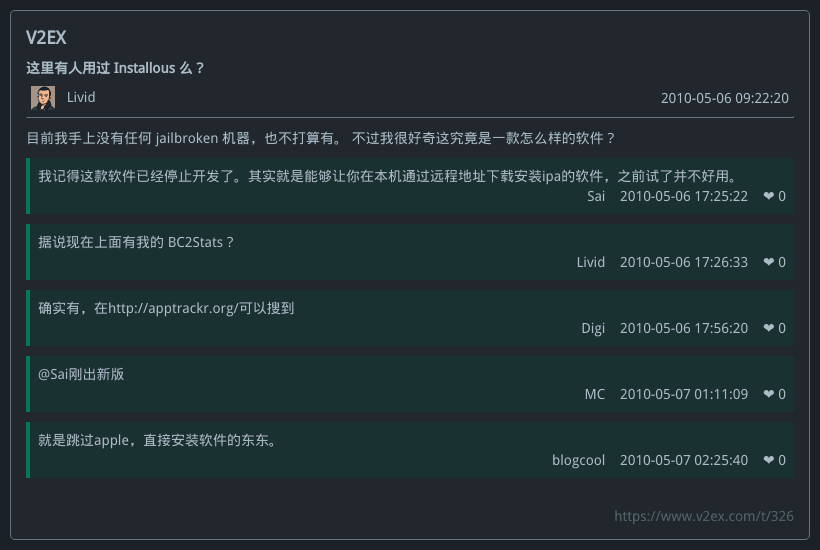 V2EX
这里有人用过 Installous 么？
Livid
2010-05-06 09:22:20
目前我手上没有任何 jailbroken 机器，也不打算有。 不过我很好奇这究竟是一款怎么样的软件？
我记得这款软件已经停止开发了。其实就是能够让你在本机通过远程地址下载安装ipa的软件，之前试了并不好用。
Sai 2010-05-06 17:25:22 ❤ 0
据说现在上面有我的 BC2Stats？
Livid 2010-05-06 17:26:33 ❤ 0
确实有，在http://apptrackr.org/可以搜到
Digi 2010-05-06 17:56:20 ❤ 0
@Sai刚出新版
MC 2010-05-07 01:11:09 ❤ 0
就是跳过apple，直接安装软件的东东。
blogcool 2010-05-07 02:25:40 ❤ 0
https://www.v2ex.com/t/326